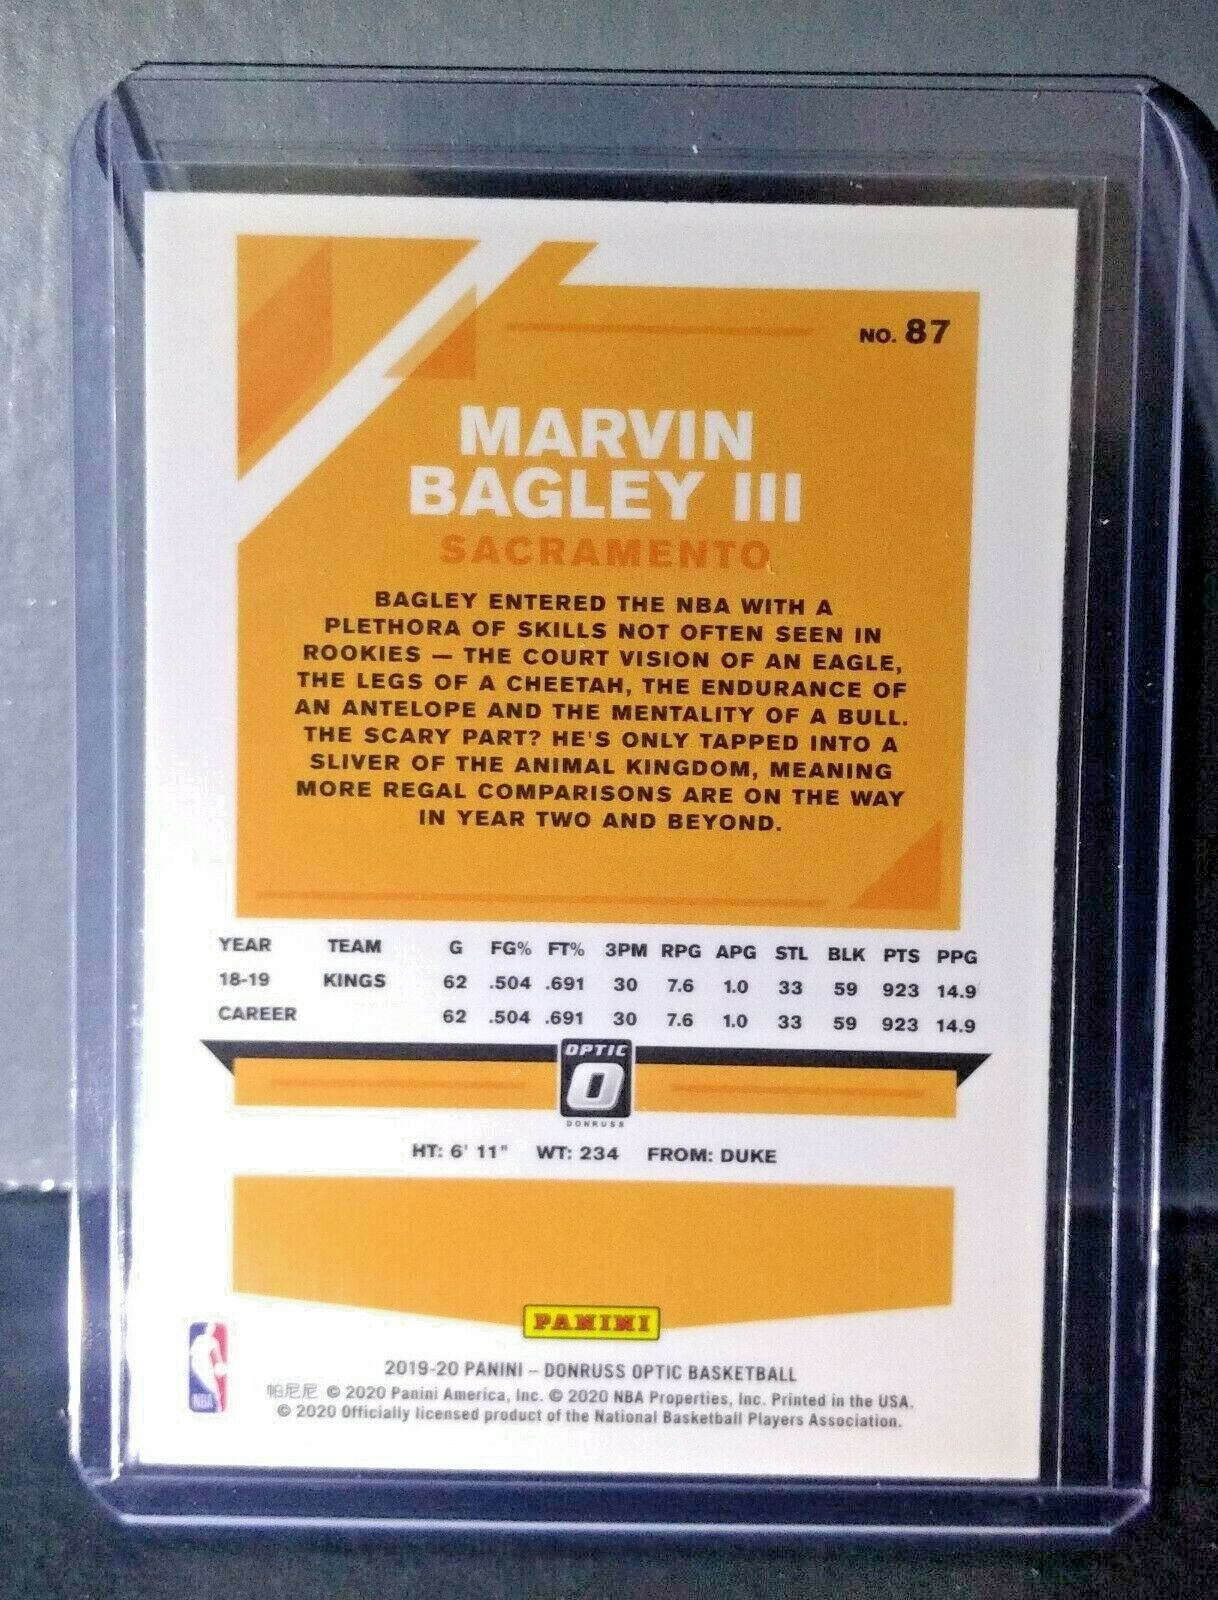 NO. 87
MARVIN
BAGLEY III
SACRAMENTO
BAGLEY ENTERED THE NBA WITH A
PLETHORA OF SKILLS NOT OFTEN SEEN IN
ROOKIES — THE COURT VISION OF AN EAGLE,
THE LEGS OF A CHEETAH, THE ENDURANCE OF
AN ANTELOPE AND THE MENTALITY OF A BULL.
THE SCARY PART? HE'S ONLY TAPPED INTO A
SLIVER OF THE ANIMAL KINGDOM, MEANING
MORE REGAL COMPARISONS ARE ON THE WAY
IN YEAR TWO AND BEYOND.
YEAR TEAM G FG% FT% 3PM RPG APG STL BLK PTS PPG
18-19 KINGS 62 .504 .691 30 7.6 1.0 33 59 923 14.9
CAREER 62 .504 .691 30 7.6 1.0 33 59 923 14.9
OPTIC
O
DONRUSS
HT: 6' 11" WT: 234 FROM: DUKE
PANINI
NBA
2019-20 PANINI – DONRUSS OPTIC BASKETBALL
帕尼尼 © 2020 Panini America, Inc. © 2020 NBA Properties, Inc. Printed in the USA.
© 2020 Officially licensed product of the National Basketball Players Association.